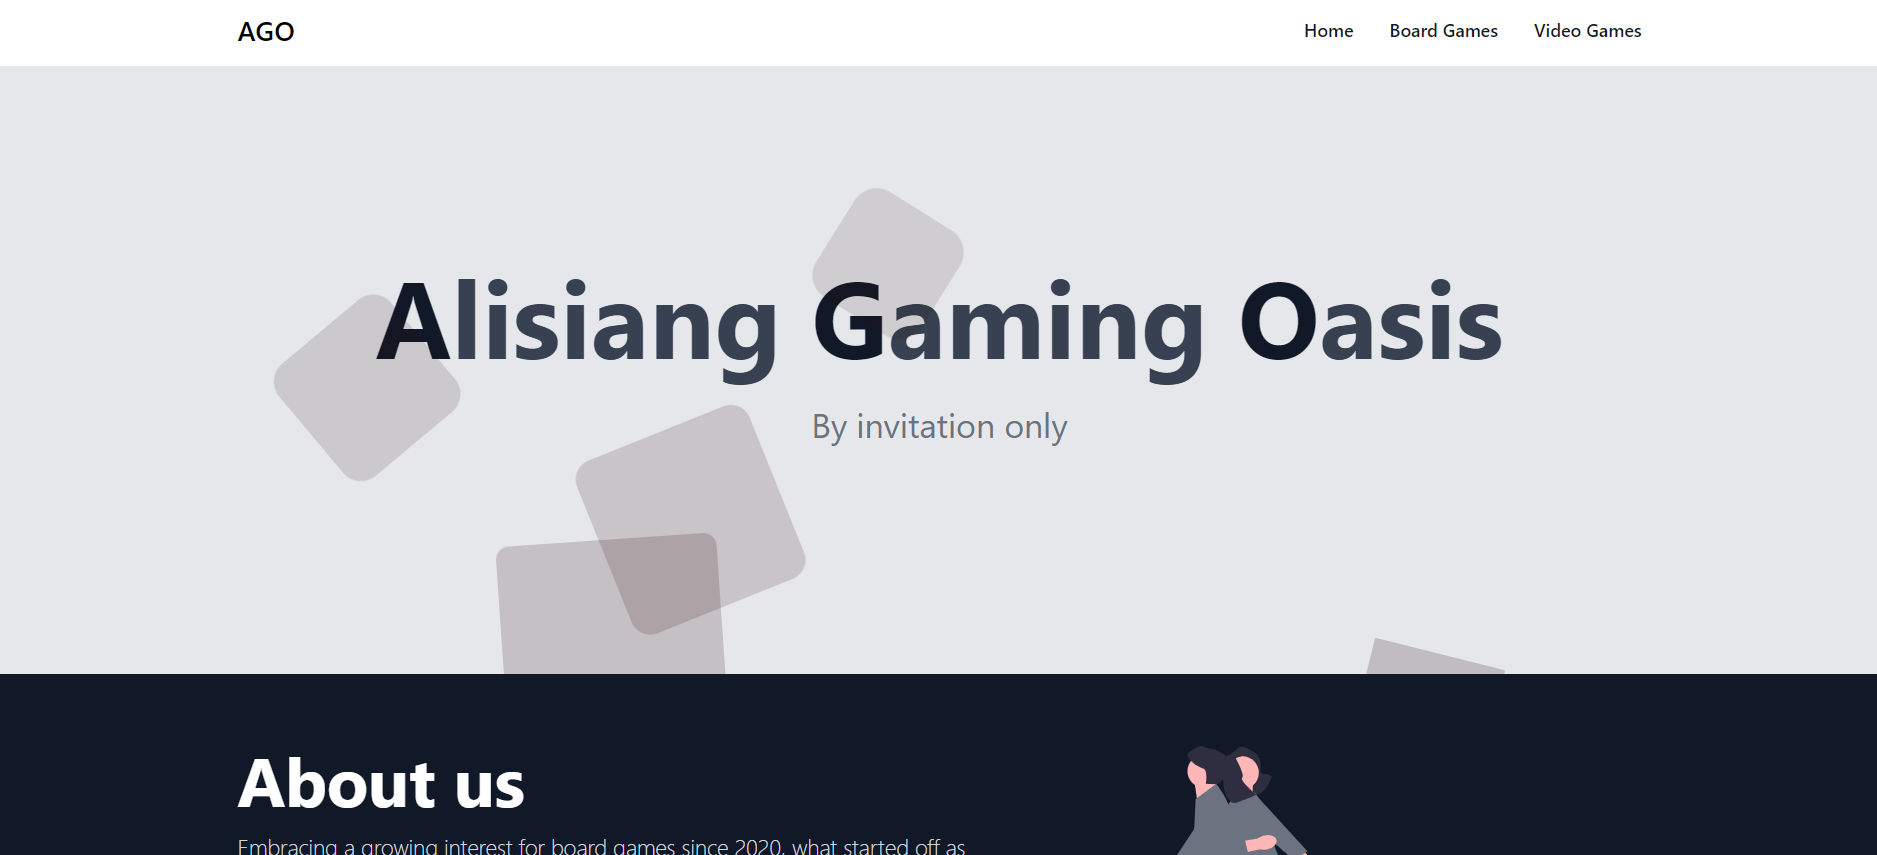 AGO
Home Board Games Video Games
Alisiang Gaming Oasis
By invitation only
About us
Embracing a growing interest for board games since 2020, what started off as